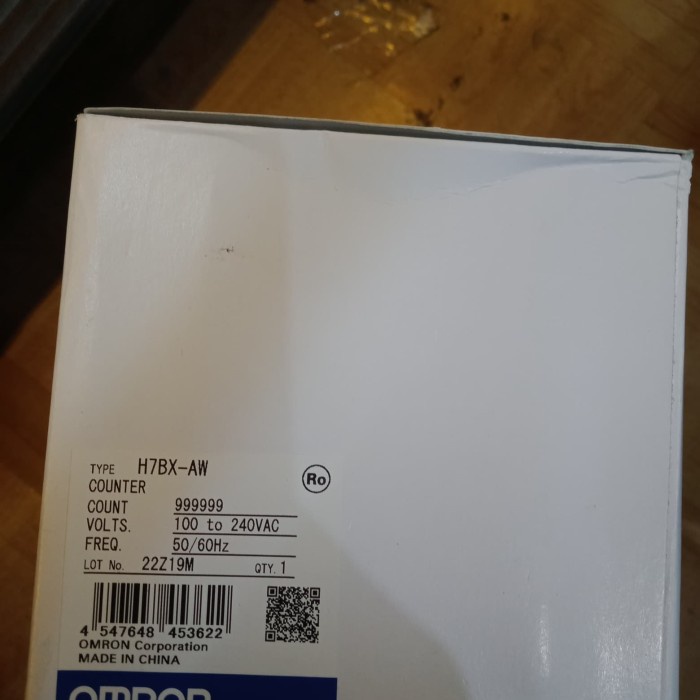 TYPE H7BX-AW
Ro
COUNTER
COUNT 999999
VOLTS. 100 to 240VAC
FREQ. 50/60Hz
LOT No. 22Z19M QTY. 1
4 547648 453622
OMRON Corporation
MADE IN CHINA
OMRON